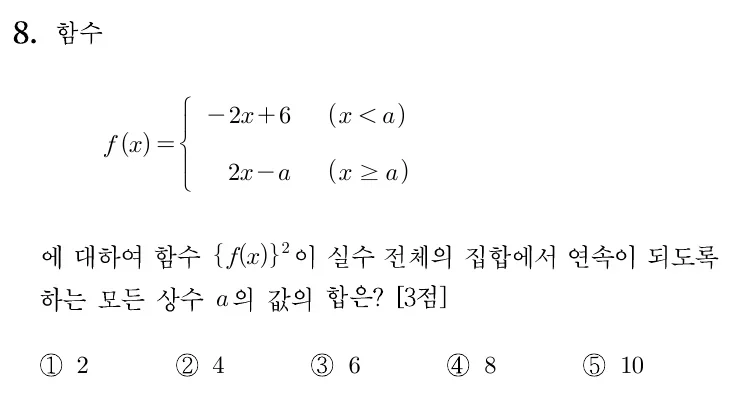 8. 함수
f(x) = { -2x+6 (x < a)
2x-a (x ≥ a)
에 대하여 함수 {f(x)}²이 실수 전체의 집합에서 연속이 되도록
하는 모든 상수 a의 값의 합은? [3점]
① 2 ② 4 ③ 6 ④ 8 ⑤ 10